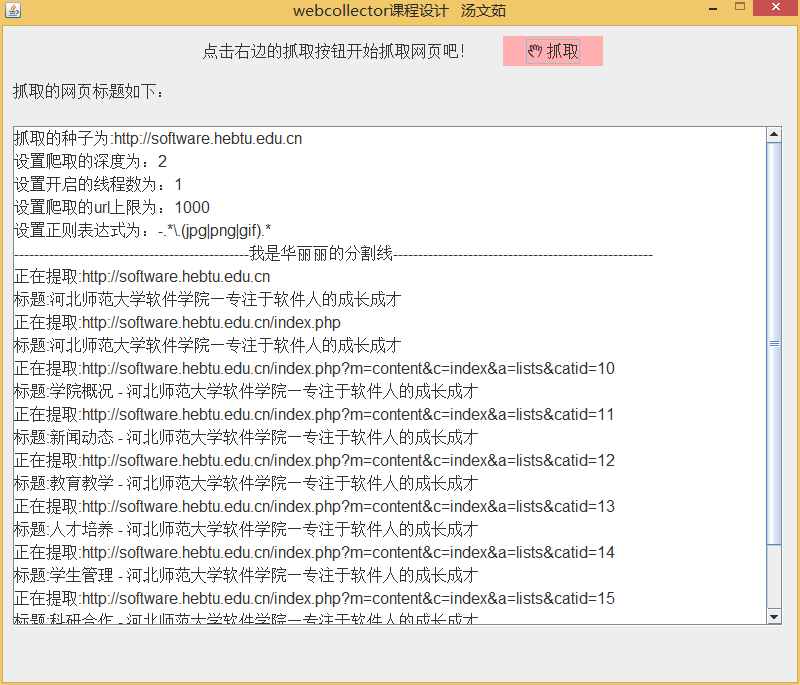 webcollector课程设计 汤文茹
点击右边的抓取按钮开始抓取网页吧！
抓取
抓取的网页标题如下：
抓取的种子为:http://software.hebtu.edu.cn
设置爬取的深度为：2
设置开启的线程数为：1
设置爬取的url上限为：1000
设置正则表达式为：-.*\.(jpg|png|gif).*
-----------------------------------------------我是华丽丽的分割线----------------------------------------------------
正在提取:http://software.hebtu.edu.cn
标题:河北师范大学软件学院一专注于软件人的成长成才
正在提取:http://software.hebtu.edu.cn/index.php
标题:河北师范大学软件学院一专注于软件人的成长成才
正在提取:http://software.hebtu.edu.cn/index.php?m=content&c=index&a=lists&catid=10
标题:学院概况 - 河北师范大学软件学院一专注于软件人的成长成才
正在提取:http://software.hebtu.edu.cn/index.php?m=content&c=index&a=lists&catid=11
标题:新闻动态 - 河北师范大学软件学院一专注于软件人的成长成才
正在提取:http://software.hebtu.edu.cn/index.php?m=content&c=index&a=lists&catid=12
标题:教育教学 - 河北师范大学软件学院一专注于软件人的成长成才
正在提取:http://software.hebtu.edu.cn/index.php?m=content&c=index&a=lists&catid=13
标题:人才培养 - 河北师范大学软件学院一专注于软件人的成长成才
正在提取:http://software.hebtu.edu.cn/index.php?m=content&c=index&a=lists&catid=14
标题:学生管理 - 河北师范大学软件学院一专注于软件人的成长成才
正在提取:http://software.hebtu.edu.cn/index.php?m=content&c=index&a=lists&catid=15
标题:科研合作 - 河北师范大学软件学院一专注于软件人的成长成才